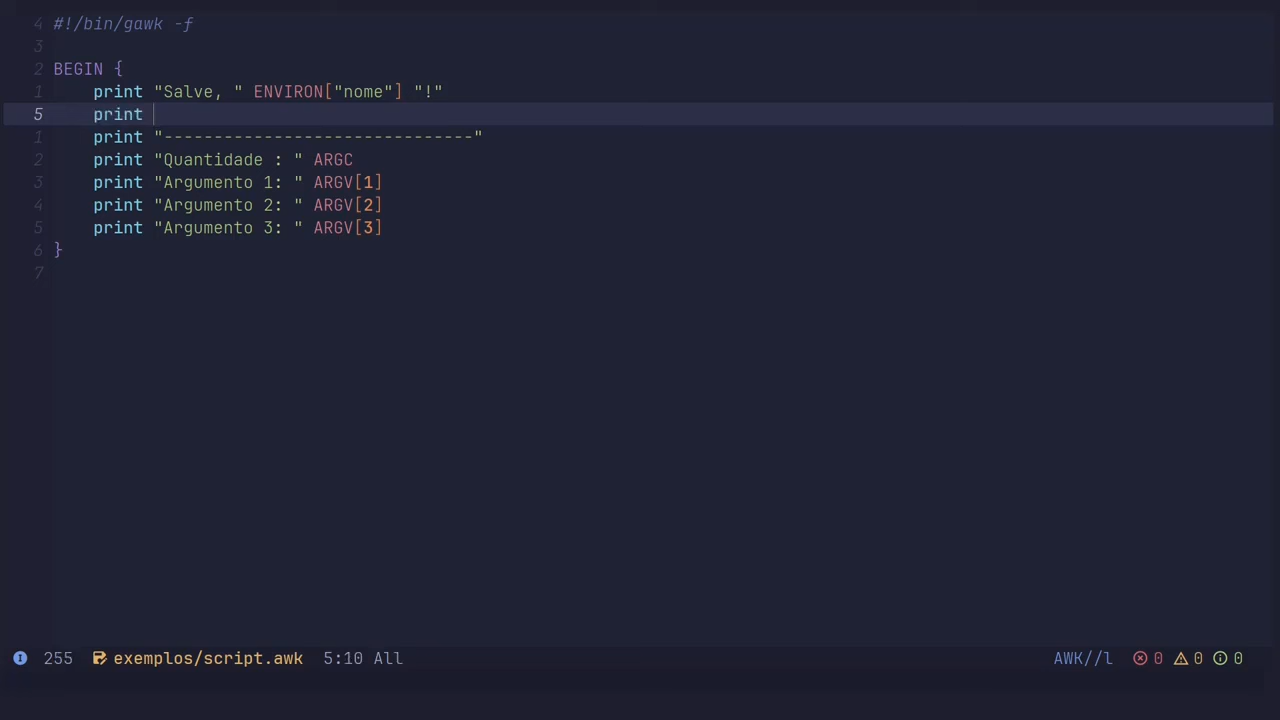 4 #!/bin/gawk -f
3
2 BEGIN {
1 print "Salve, " ENVIRON["nome"] "!"
5 print
1 print "-------------------------------"
2 print "Quantidade : " ARGC
3 print "Argumento 1: " ARGV[1]
4 print "Argumento 2: " ARGV[2]
5 print "Argumento 3: " ARGV[3]
6 }
7
I 255 exemplos/script.awk 5:10 All AWK//l 0 0 0